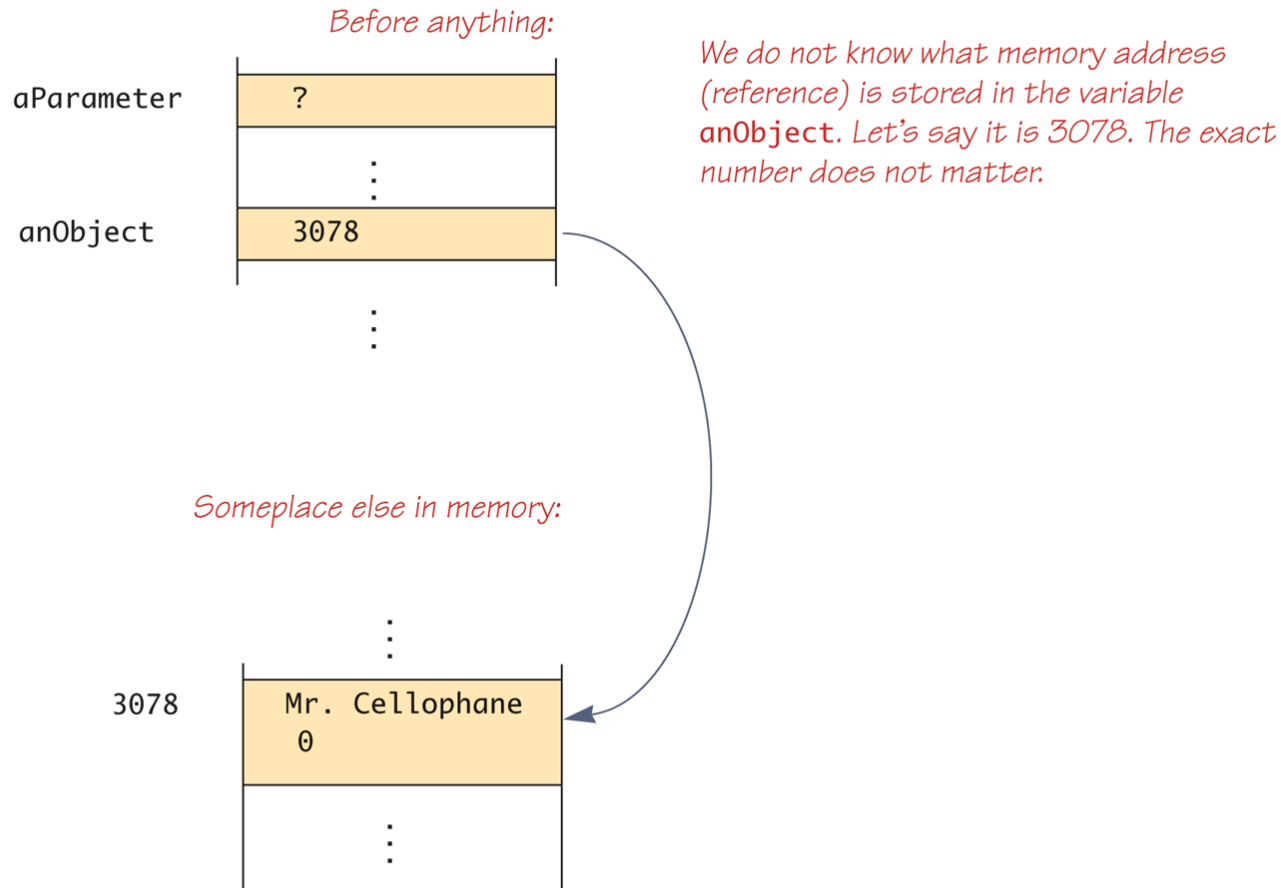 Before anything:
We do not know what memory address
(reference) is stored in the variable
anObject. Let's say it is 3078. The exact
number does not matter.
aParameter
?
anObject
3078
Someplace else in memory:
3078
Mr. Cellophane
0